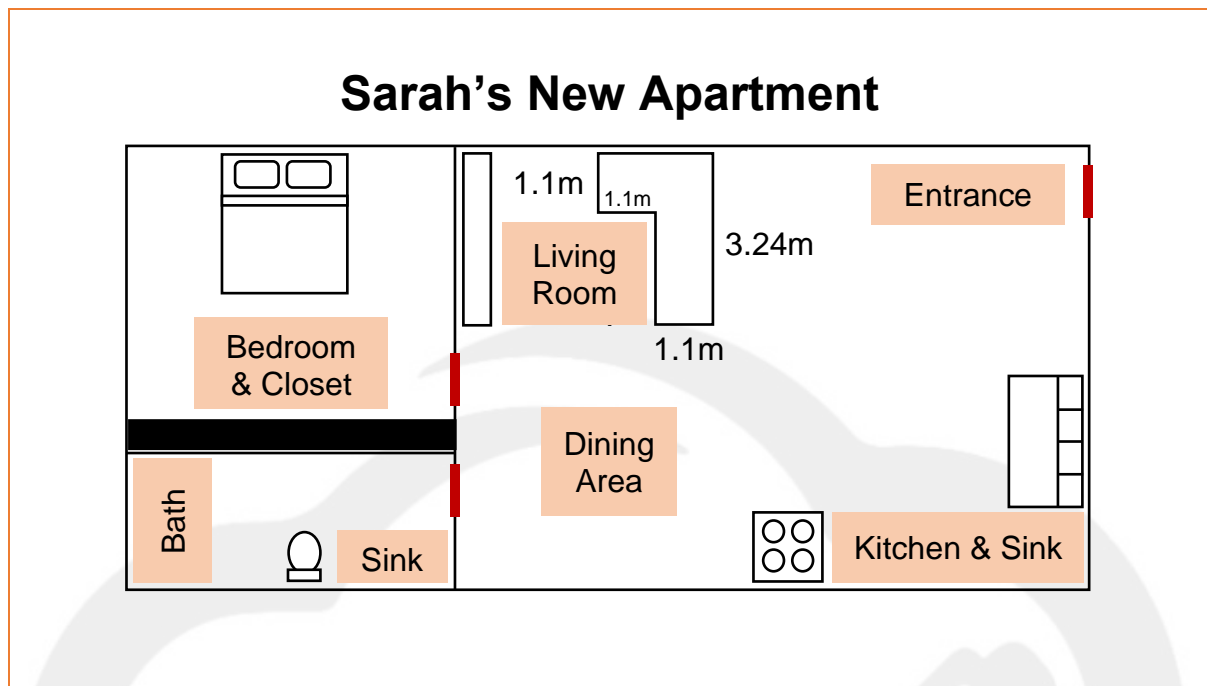 Sarah’s New Apartment
1.1m
1.1m
Entrance
Living
Room
3.24m
1.1m
Bedroom
& Closet
Dining
Area
Bath
Sink
Kitchen & Sink